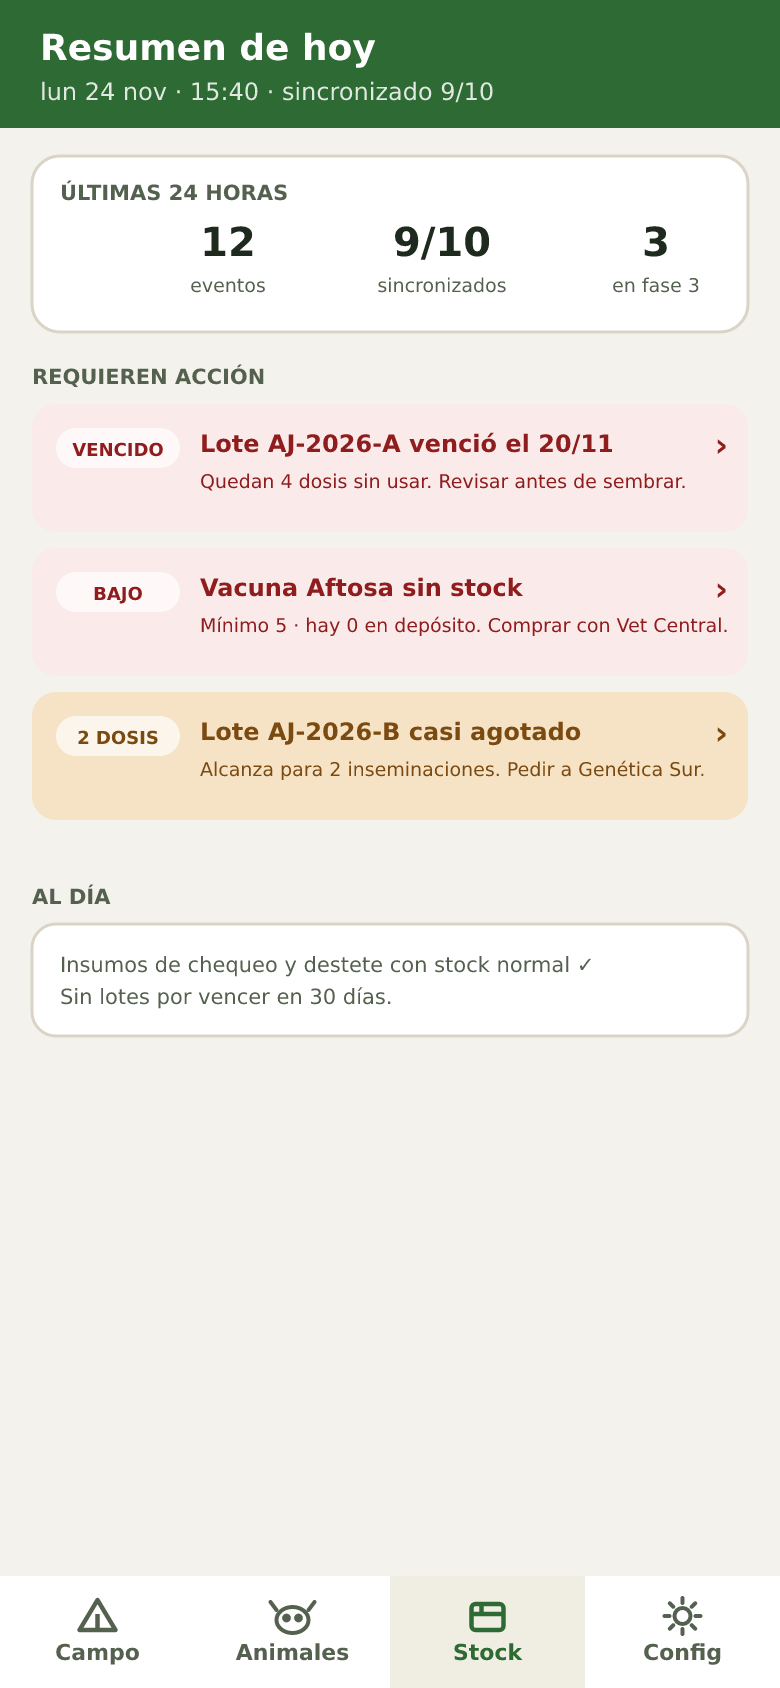 Resumen de hoy
lun 24 nov · 15:40 · sincronizado 9/10
ÚLTIMAS 24 HORAS
12 9/10 3
eventos sincronizados en fase 3
REQUIEREN ACCIÓN
VENCIDO Lote AJ-2026-A venció el 20/11 ›
Quedan 4 dosis sin usar. Revisar antes de sembrar.
BAJO Vacuna Aftosa sin stock ›
Mínimo 5 · hay 0 en depósito. Comprar con Vet Central.
2 DOSIS Lote AJ-2026-B casi agotado ›
Alcanza para 2 inseminaciones. Pedir a Genética Sur.
AL DÍA
Insumos de chequeo y destete con stock normal ✓
Sin lotes por vencer en 30 días.
Campo Animales Stock Config